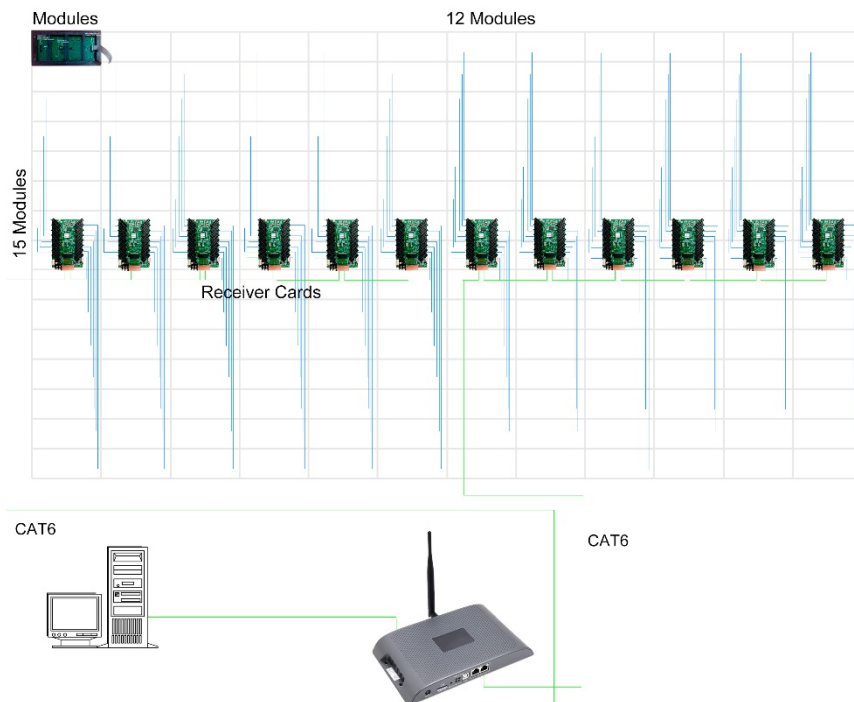 Modules
12 Modules
15 Modules
Receiver Cards
CAT6
CAT6